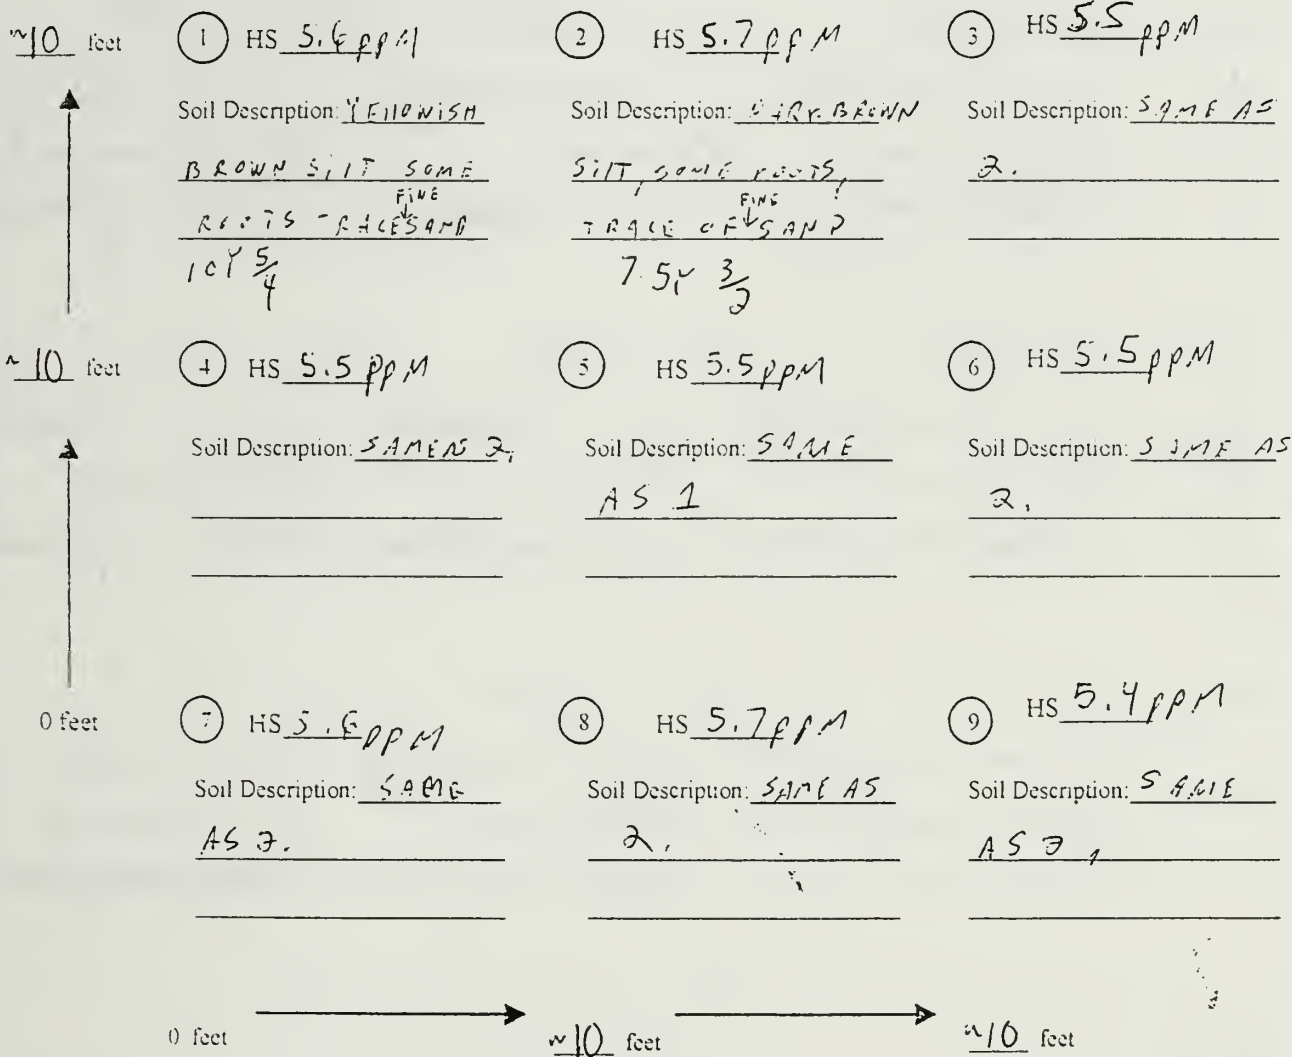 ~10 feet
1 HS 5.6 ppM
Soil Description: YEllOWiSH
BROWN SilT SOME
FiNE
ROOTS TRACE SAND
10Y 5/4
2 HS 5.7 ppM
Soil Description: DARK BROWN
SilT, SOME ROOTS,
FINE
TRACE OF SAND
7.5Y 3/2
3 HS 5.5 ppM
Soil Description: SAME AS
2.
~10 feet
4 HS 5.5 ppM
Soil Description: SAME AS 2,
5 HS 5.5 ppM
Soil Description: SAME
AS 1
6 HS 5.5 ppM
Soil Description: SAME AS
2.
0 feet
7 HS 5.6 ppM
Soil Description: SAME
AS 2.
8 HS 5.7 ppM
Soil Description: SAME AS
2.
9 HS 5.4 ppM
Soil Description: SAME
AS 2,
0 feet ~10 feet ~10 feet